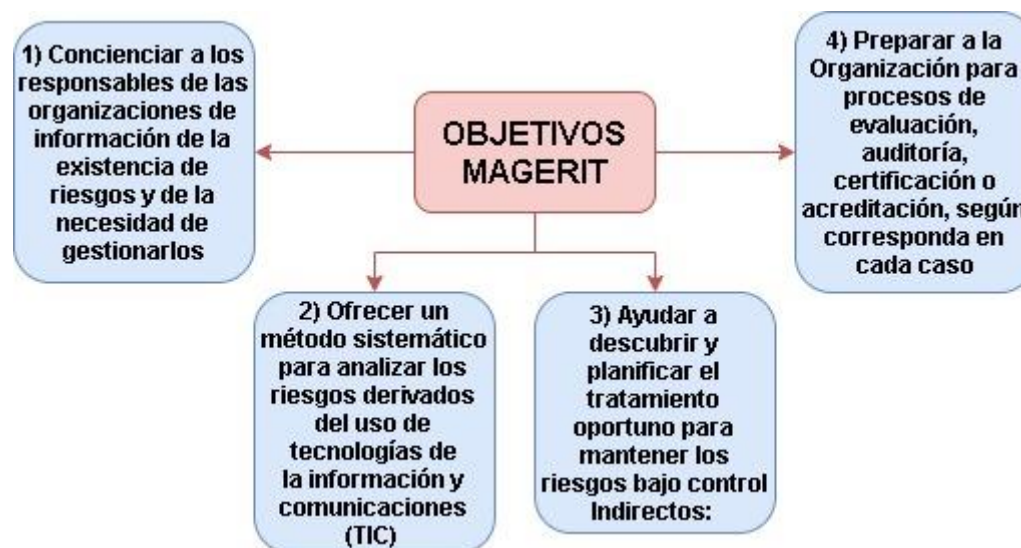 OBJETIVOS
MAGERIT
1) Concienciar a los
responsables de las
organizaciones de
información de la
existencia de
riesgos y de la
necesidad de
gestionarlos
2) Ofrecer un
método sistemático
para analizar los
riesgos derivados
del uso de
tecnologías de
la información y
comunicaciones
(TIC)
3) Ayudar a
descubrir y
planificar el
tratamiento
oportuno para
mantener los
riesgos bajo control
Indirectos:
4) Preparar a la
Organización para
procesos de
evaluación,
auditoría,
certificación o
acreditación, según
corresponda en
cada caso